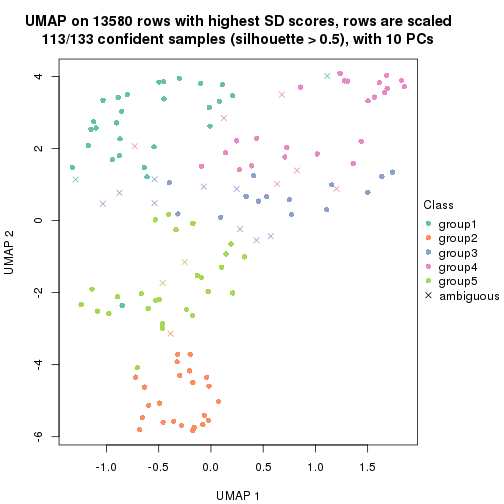 UMAP on 13580 rows with highest SD scores, rows are scaled
113/133 confident samples (silhouette > 0.5), with 10 PCs
4
2
0
-2
-4
-6
UMAP 2
-1.0
-0.5
0.0
0.5
1.0
1.5
UMAP 1
Class
group1
group2
group3
group4
group5
ambiguous